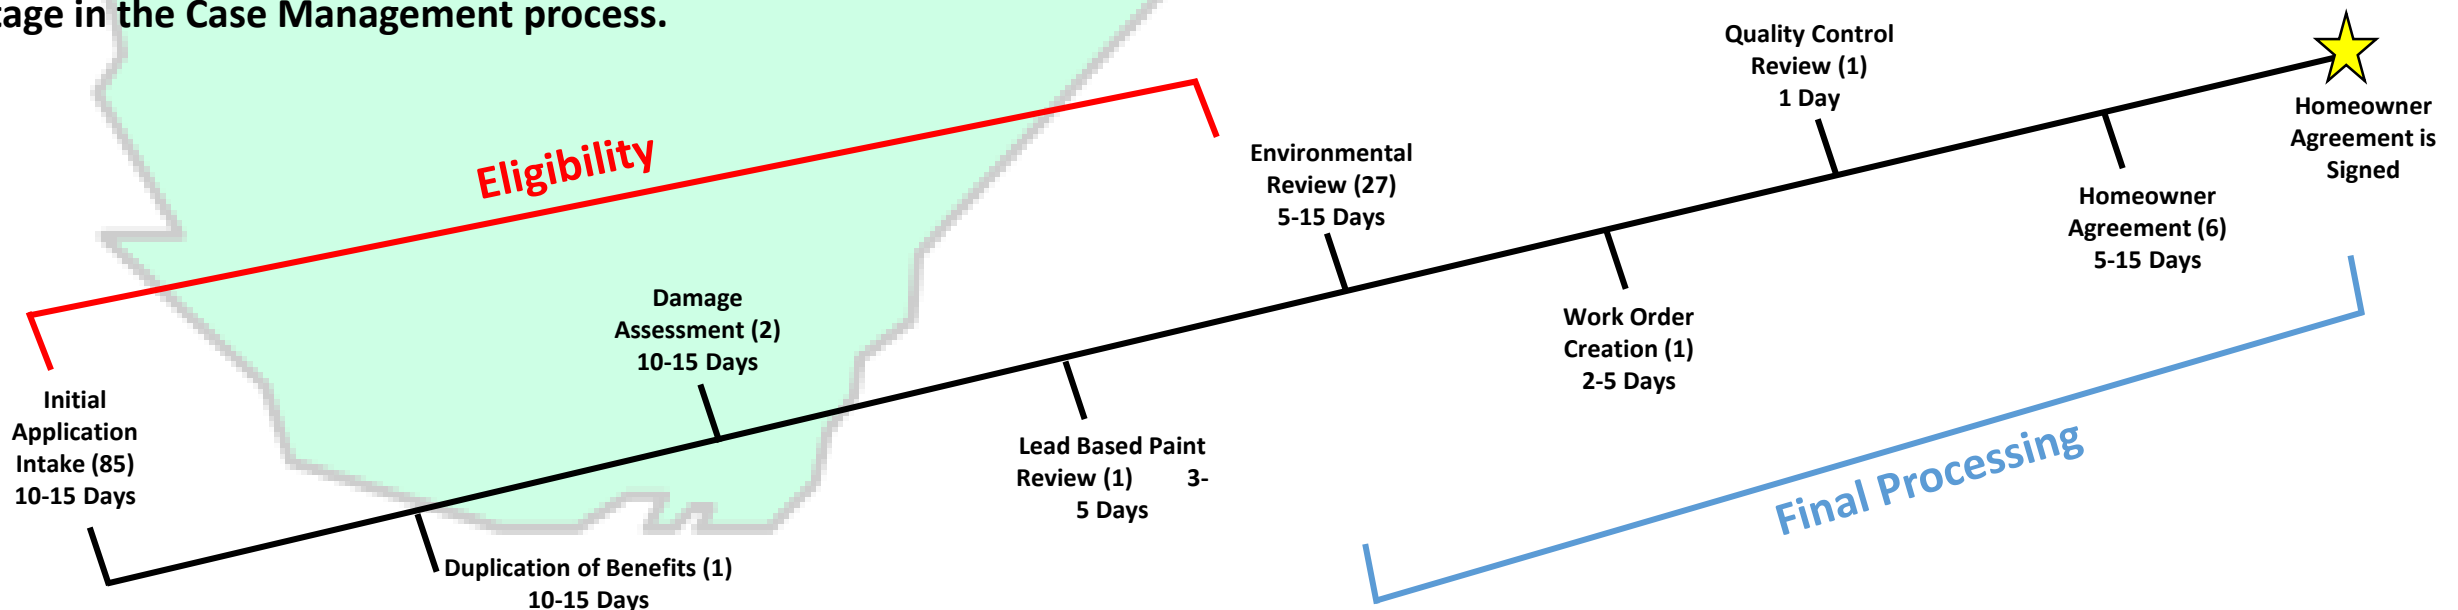 in the Case Management process.
Eligibility
Initial
Application
Intake (85)
10-15 Days
Duplication of Benefits (1)
10-15 Days
Damage
Assessment (2)
10-15 Days
Lead Based Paint
Review (1) 3-
5 Days
Environmental
Review (27)
5-15 Days
Work Order
Creation (1)
2-5 Days
Quality Control
Review (1)
1 Day
Homeowner
Agreement (6)
5-15 Days
Homeowner
Agreement is
Signed
Final Processing